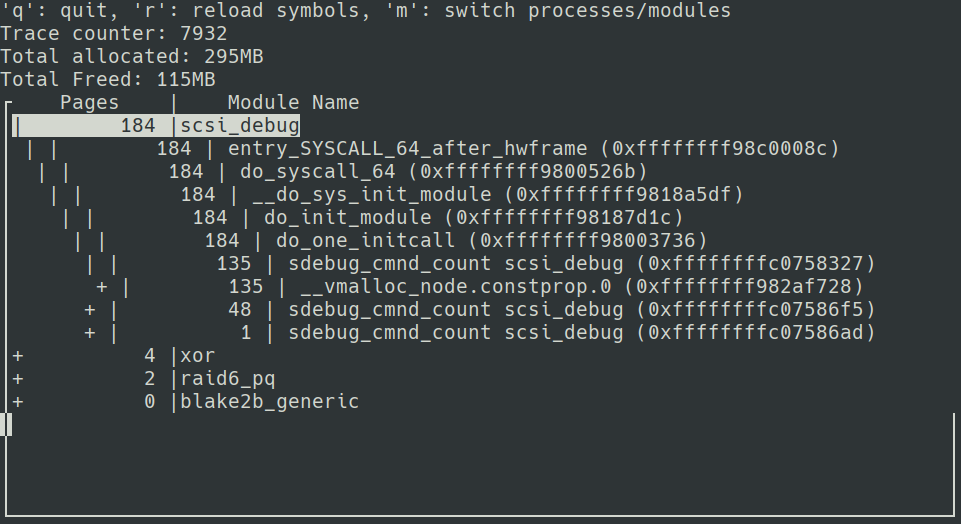 'q': quit, 'r': reload symbols, 'm': switch processes/modules
Trace counter: 7932
Total allocated: 295MB
Total Freed: 115MB
Pages | Module Name
| 184 |scsi_debug
| | 184 | entry_SYSCALL_64_after_hwframe (0xffffffff98c0008c)
| | 184 | do_syscall_64 (0xffffffff9800526b)
| | 184 | __do_sys_init_module (0xffffffff9818a5df)
| | 184 | do_init_module (0xffffffff98187d1c)
| | 184 | do_one_initcall (0xffffffff98003736)
| | 135 | sdebug_cmnd_count scsi_debug (0xffffffffc0758327)
+ | 135 | __vmalloc_node.constprop.0 (0xffffffff982af728)
+ | 48 | sdebug_cmnd_count scsi_debug (0xffffffffc07586f5)
+ | 1 | sdebug_cmnd_count scsi_debug (0xffffffffc07586ad)
+ 4 |xor
+ 2 |raid6_pq
+ 0 |blake2b_generic